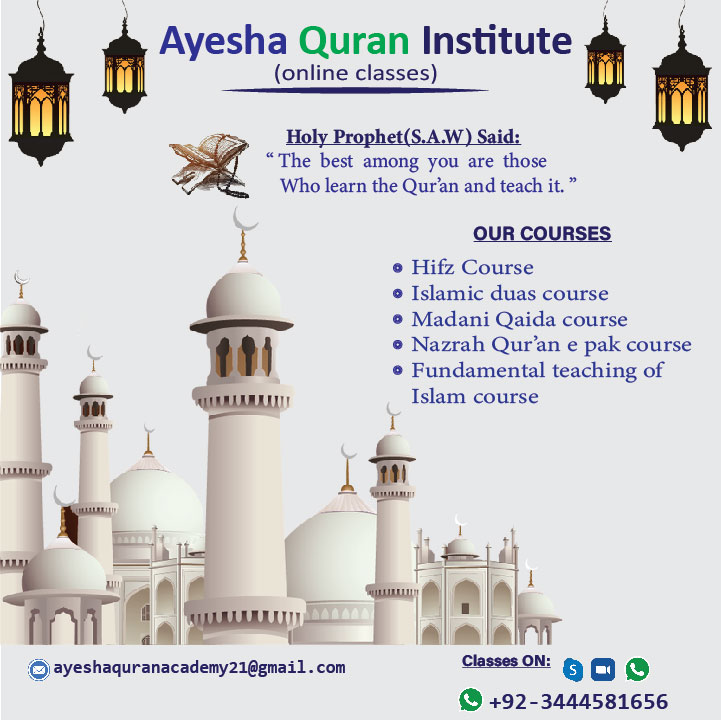 Ayesha Quran Institute
(online classes)
Holy Prophet(S.A.W) Said:
“ The best among you are those
Who learn the Qur’an and teach it. ”
OUR COURSES
Hifz Course
Islamic duas course
Madani Qaida course
Nazrah Qur’an e pak course
Fundamental teaching of
Islam course
ayeshaquranacademy21@gmail.com
Classes ON:
+92-3444581656